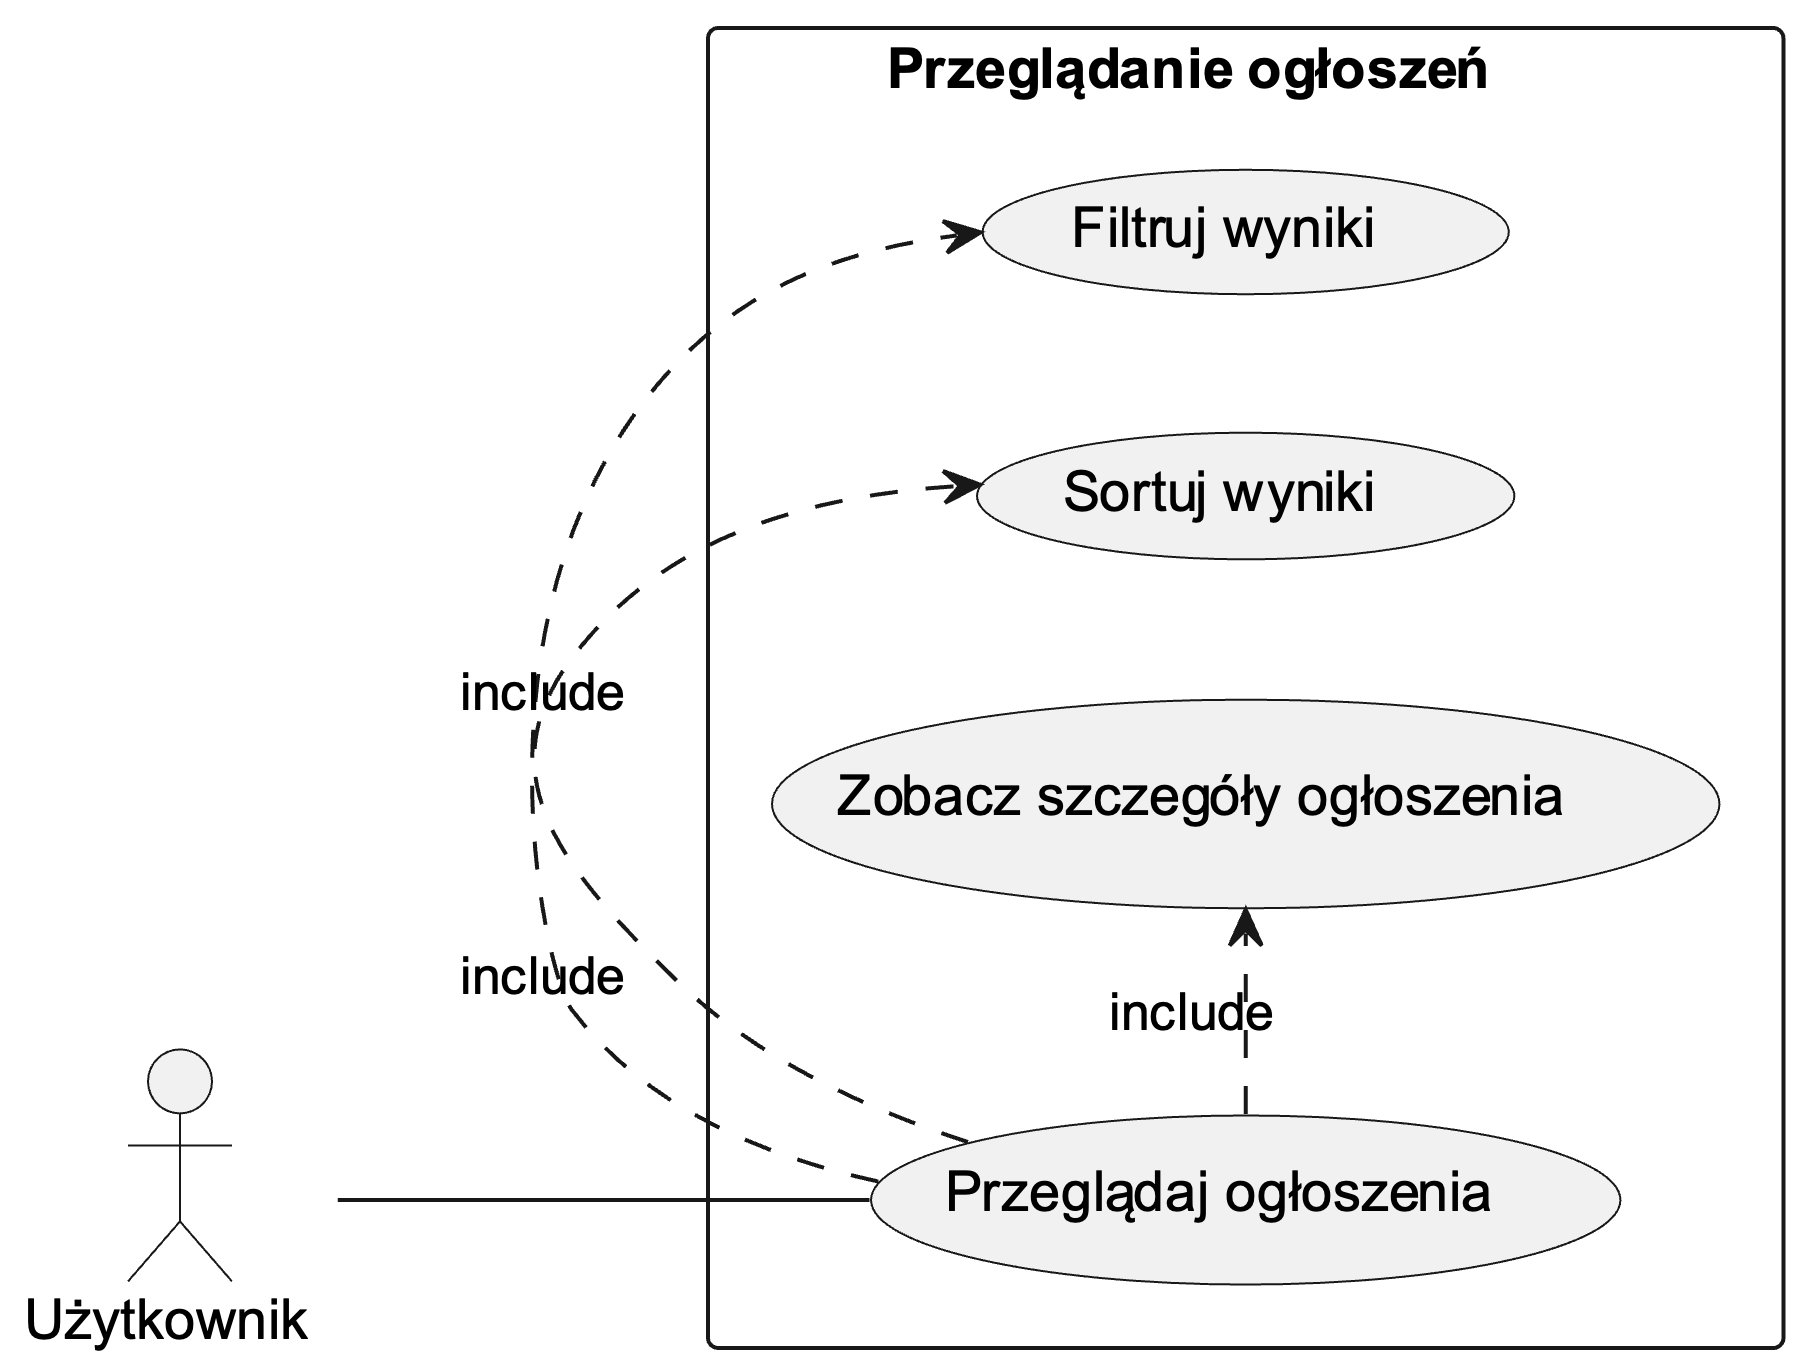 Przeglądanie ogłoszeń
Filtruj wyniki
Sortuj wyniki
include
Zobacz szczegóły ogłoszenia
include
include
Przeglądaj ogłoszenia
Użytkownik